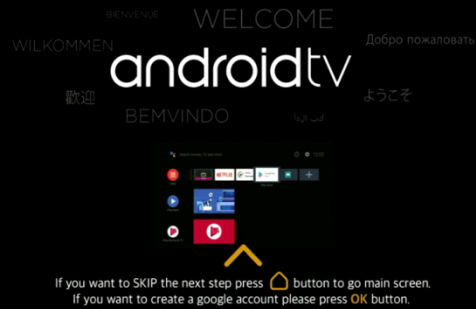 BIENVENUE
WELCOME
WILKOMMEN
Добро пожаловать
androidtv
歡迎
ようこそ
BEMVINDO
NETFLIX
If you want to SKIP the next step press button to go main screen.
If you want to create a google account please press OK button.